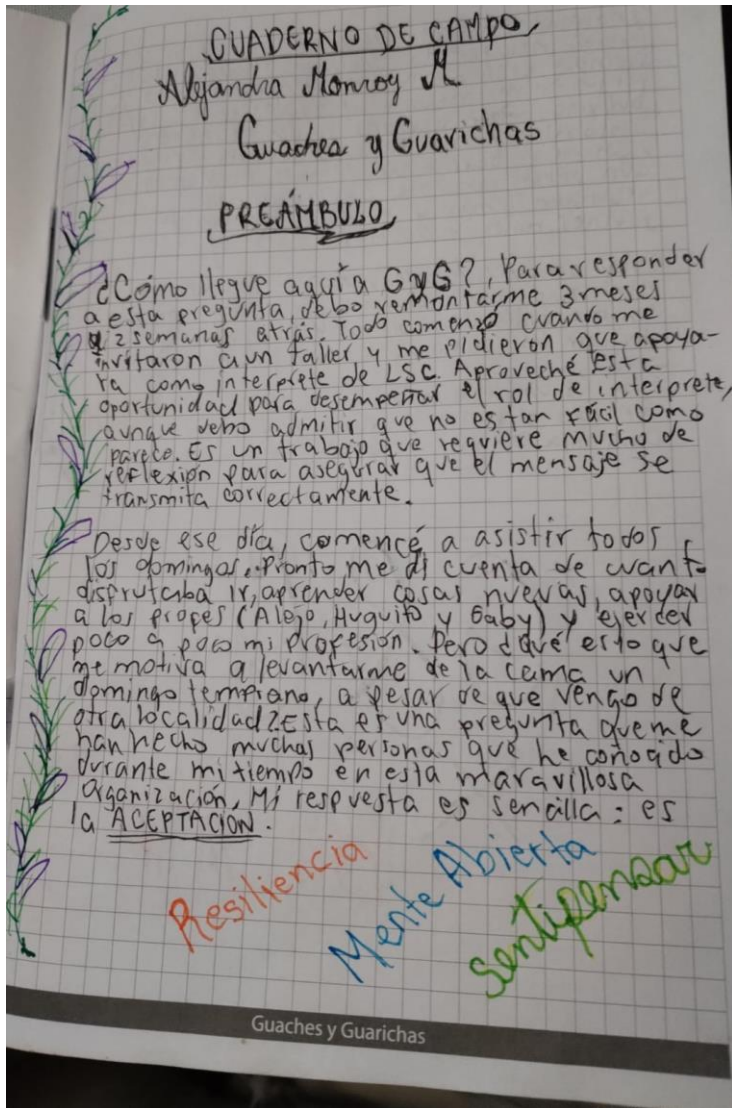 CUADERNO DE CAMPO
Alejandra Monroy M
Guaches y Guarichas
PREÁMBULO
¿Cómo llegue aquí a GyG?, Para responder
a esta pregunta, debo remontarme 3 meses
y 2 semanas atrás. Todo comenzó cuando me
invitaron a un taller, y me pidieron que apoya-
ra como interprete de LSC. Aproveché esta
oportunidad para desempeñar el rol de interprete,
aunque debo admitir que no es tan fácil como
parece. Es un trabajo que requiere mucho de
reflexión para asegurar que el mensaje se
transmita correctamente.
Desde ese día, comencé a asistir todos
los domingos. Pronto me di cuenta de cuanto
disfrutaba ir, aprender cosas nuevas, apoyar
a los profes (Alejo, Huguito y Gaby) y ejercer
poco a poco mi profesión. Pero ¿qué es lo que
me motiva a levantarme de la cama un
domingo temprano, a pesar de que vengo de
otra localidad? Esta es una pregunta que me
han hecho muchas personas que he conocido
durante mi tiempo en esta maravillosa
organización, Mi respuesta es sencilla: es
la ACEPTACIÓN.
Resiliencia
Mente Abierta
Sentipensar
Guaches y Guarichas